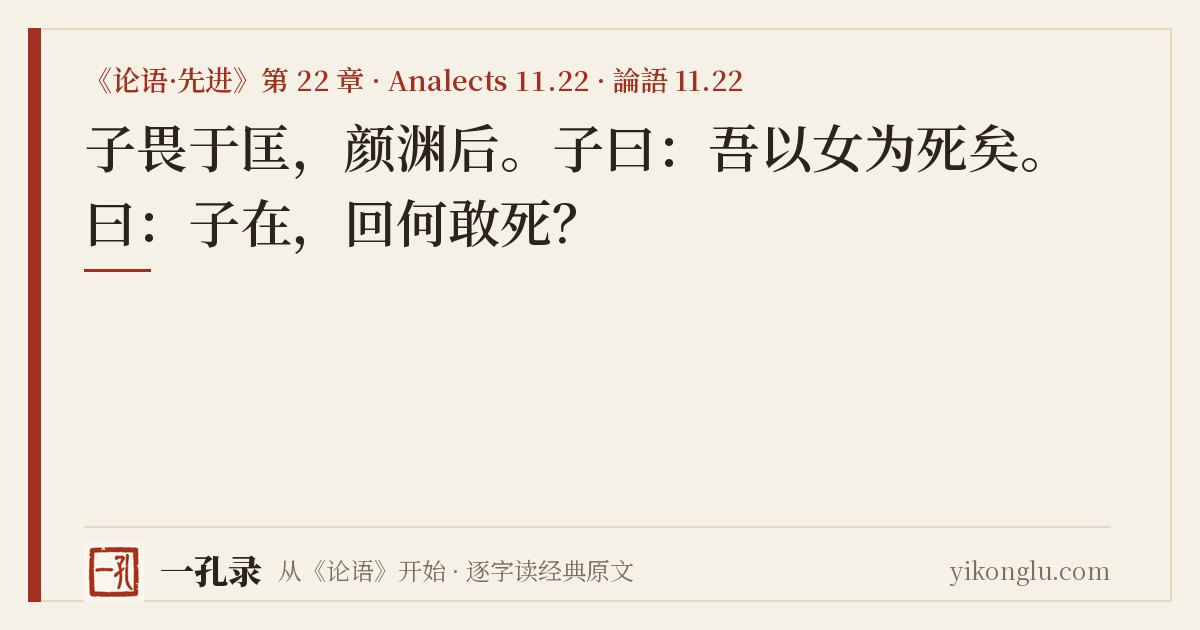 《论语·先进》第 22 章 · Analects 11.22 · 論語 11.22
子畏于匡，颜渊后。子曰：吾以女为死矣。
曰：子在，回何敢死？
一孔
一孔录 从《论语》开始 · 逐字读经典原文 yikonglu.com